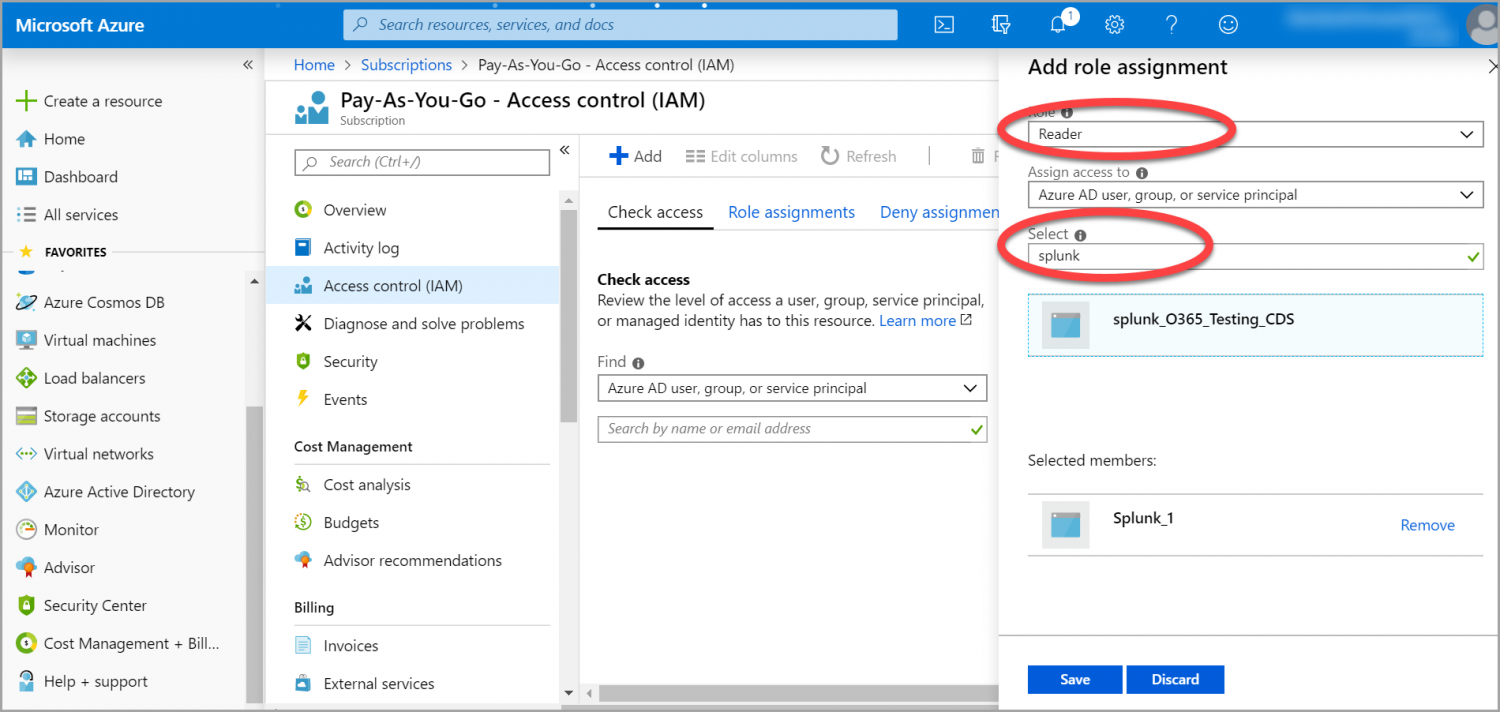 Microsoft Azure
Search resources, services, and docs
1
Create a resource
Home
Dashboard
All services
FAVORITES
Azure Cosmos DB
Virtual machines
Load balancers
Storage accounts
Virtual networks
Azure Active Directory
Monitor
Advisor
Security Center
Cost Management + Bill...
Help + support
Home > Subscriptions > Pay-As-You-Go - Access control (IAM)
Pay-As-You-Go - Access control (IAM)
Subscription
Search (Ctrl+/)
Overview
Activity log
Access control (IAM)
Diagnose and solve problems
Security
Events
Cost Management
Cost analysis
Budgets
Advisor recommendations
Billing
Invoices
External services
Add Edit columns Refresh
Check access Role assignments Deny assignmen
Check access
Review the level of access a user, group, service principal,
or managed identity has to this resource. Learn more
Find
Azure AD user, group, or service principal
Search by name or email address
Add role assignment
Role
Reader
Assign access to
Azure AD user, group, or service principal
Select
splunk
splunk_O365_Testing_CDS
Selected members:
Splunk_1
Remove
Save Discard